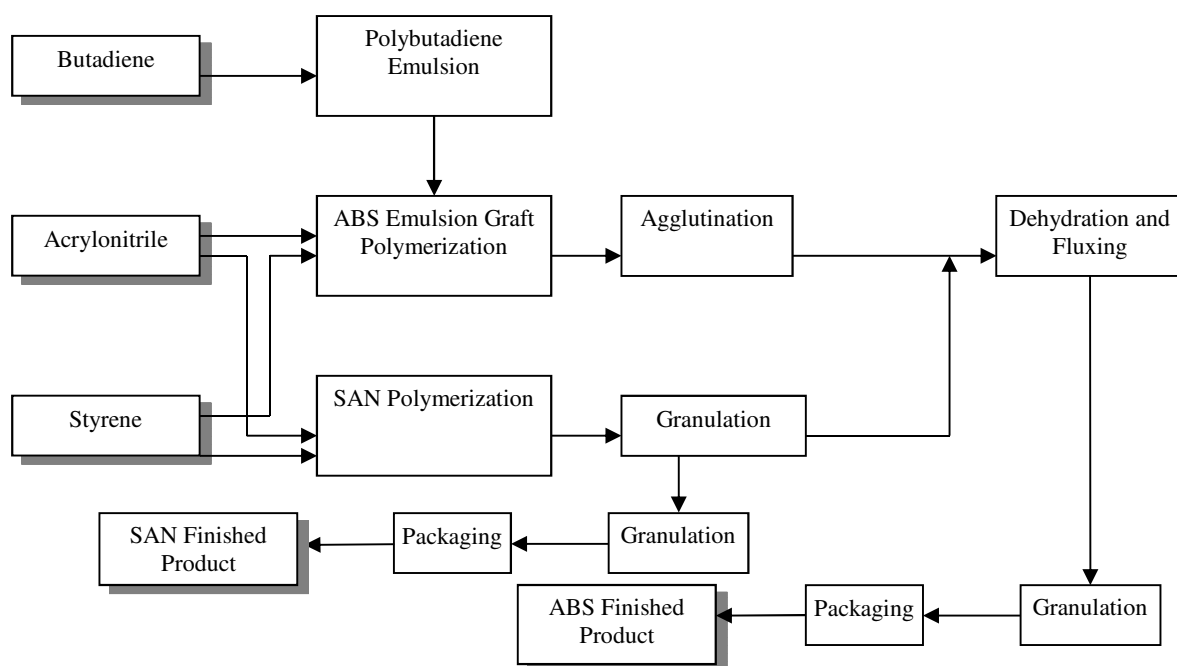 Butadiene
Polybutadiene
Emulsion
Acrylonitrile
ABS Emulsion Graft
Polymerization
Agglutination
Dehydration and
Fluxing
Styrene
SAN Polymerization
Granulation
SAN Finished
Product
Packaging
Granulation
ABS Finished
Product
Packaging
Granulation